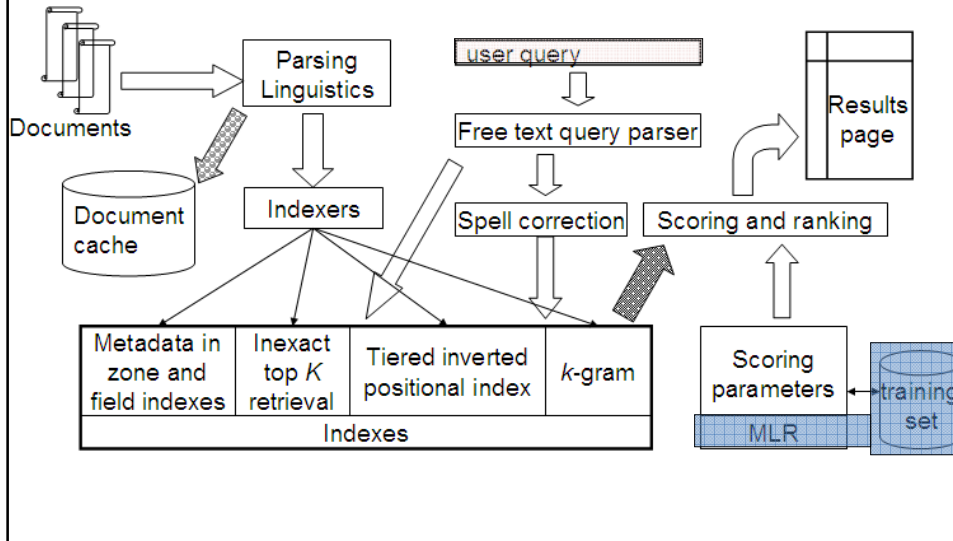 Documents
Parsing
Linguistics
user query
Results
page
Free text query parser
Document
cache
Indexers
Spell correction
Scoring and ranking
Metadata in
zone and
field indexes
Inexact
top K
retrieval
Tiered inverted
positional index
k-gram
Indexes
Scoring
parameters
MLR
training
set